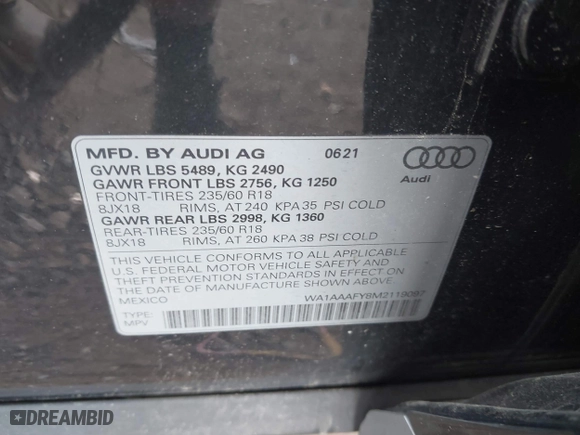 MFD. BY AUDI AG 06 21
GVWR LBS 5489, KG 2490
GAWR FRONT LBS 2756, KG 1250
FRONT-TIRES 235/60 R18
8JX18 RIMS, AT 240 KPA 35 PSI COLD
GAWR REAR LBS 2998, KG 1360
REAR-TIRES 235/60 R18
8JX18 RIMS, AT 260 KPA 38 PSI COLD
Audi
THIS VEHICLE CONFORMS TO ALL APPLICABLE
U.S. FEDERAL MOTOR VEHICLE SAFETY AND
THEFT PREVENTION STANDARDS IN EFFECT ON
THE DATE OF MANUFACTURE SHOWN ABOVE.
MEXICO
WA1AAAFY8M2119097
TYPE:
MPV
DREAMBID